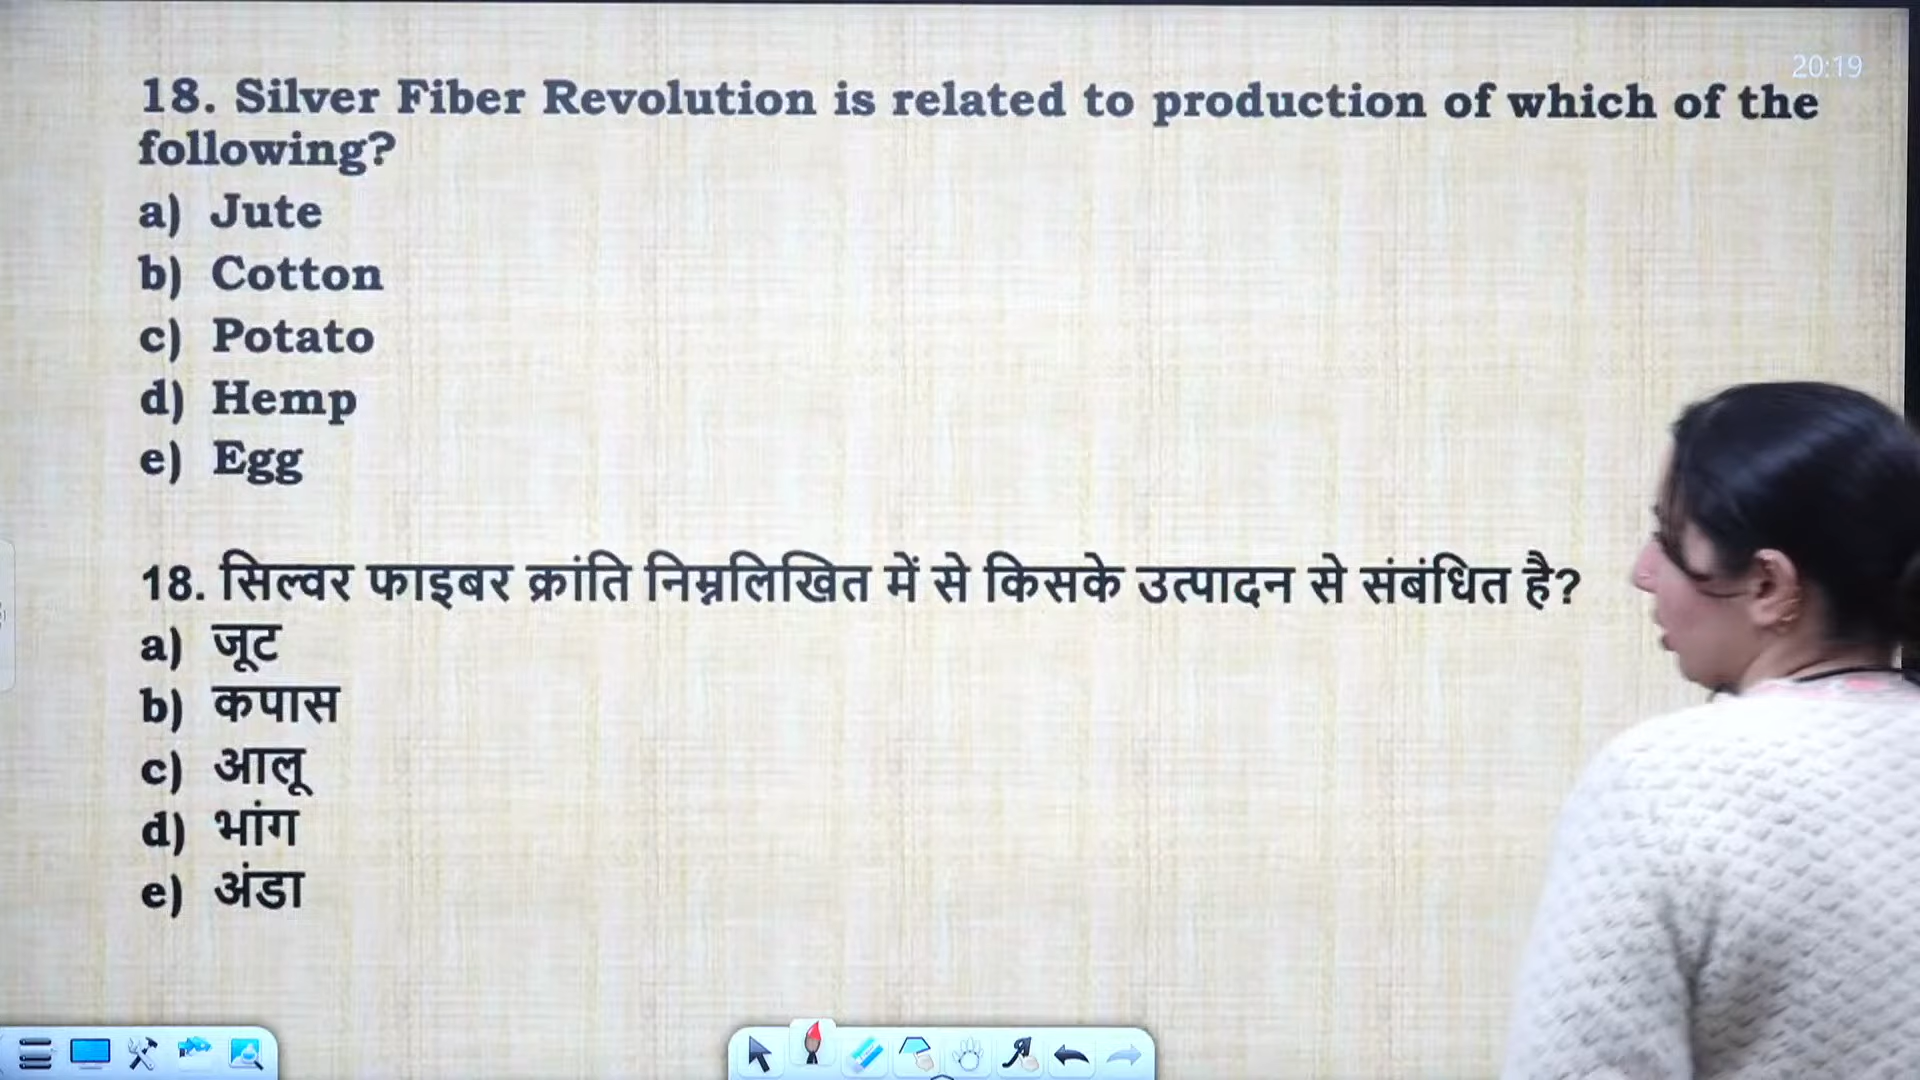 20:19
18. Silver Fiber Revolution is related to production of which of the
following?
a) Jute
b) Cotton
c) Potato
d) Hemp
e) Egg
18. सिल्वर फाइबर क्रांति निम्नलिखित में से किसके उत्पादन से संबंधित है?
a) जूट
b) कपास
c) आलू
d) भांग
e) अंडा